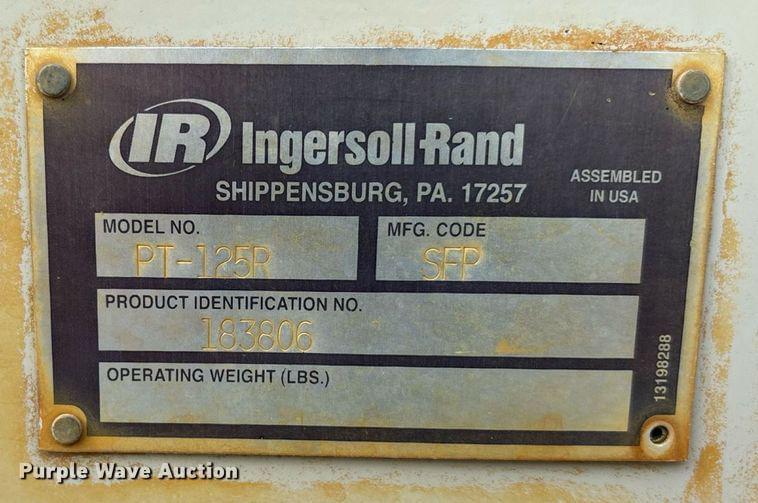 IR Ingersoll-Rand
SHIPPENSBURG, PA. 17257
ASSEMBLED
IN USA
MODEL NO.
PT-125R
MFG. CODE
SFP
PRODUCT IDENTIFICATION NO.
183806
OPERATING WEIGHT (LBS.)
13198288
Purple Wave Auction